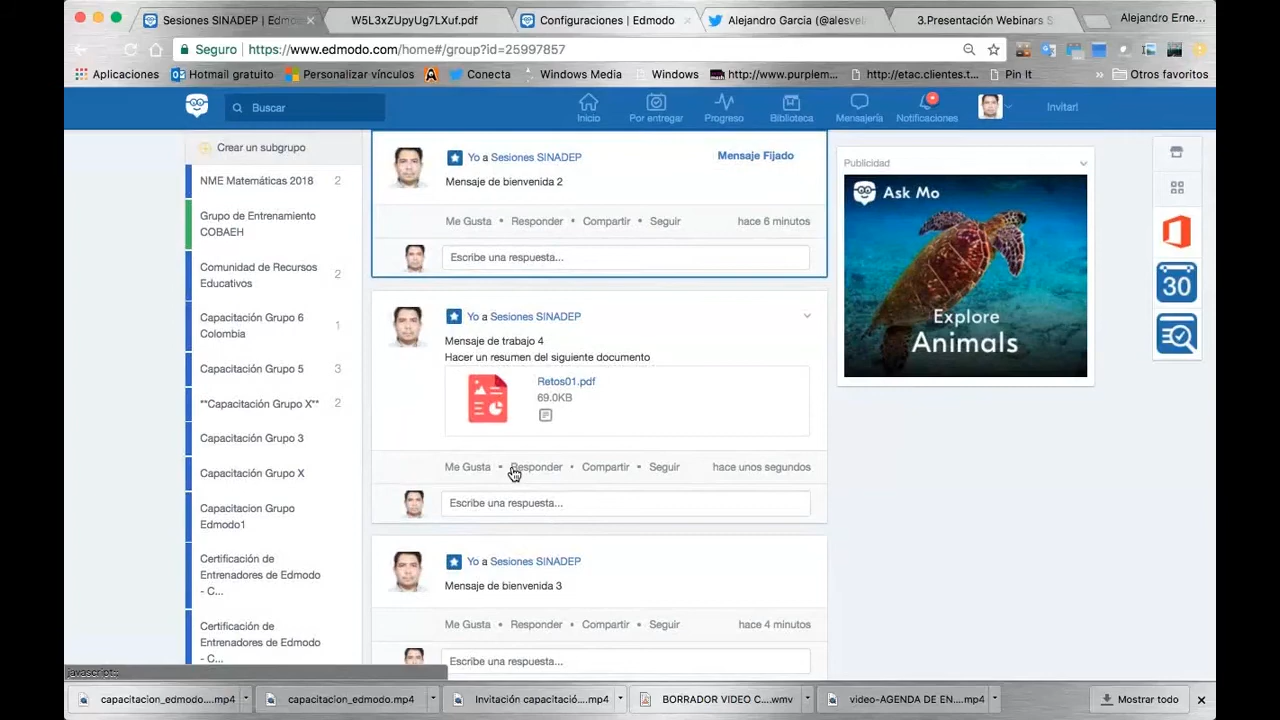 Sesiones SINADEP | Edm
W5L3xZUpyUg7LXuf.pdf
Configuraciones | Edmodo
Alejandro García (@alesve
3.Presentación Webinars S
Alejandro Erne...
Seguro
https://www.edmodo.com/home#/group?id=25997857
Aplicaciones
Hotmail gratuito
Personalizar vínculos
Conecta
Windows Media
Windows
http://www.purplem...
http://etac.clientes.t...
Pin It
»
Otros favoritos
Buscar
Inicio
Por entregar
Progreso
Biblioteca
Mensajería
Notificaciones
Invitar!
Crear un subgrupo
NME Matemáticas 2018 2
Grupo de Entrenamiento
COBAEH
Comunidad de Recursos
Educativos
2
Capacitación Grupo 6
Colombia
1
Capacitación Grupo 5 3
**Capacitación Grupo X** 2
Capacitación Grupo 3
Capacitación Grupo X
Capacitacion Grupo
Edmodo1
Certificación de
Entrenadores de Edmodo
- C...
Certificación de
Entrenadores de Edmodo
- C...
Yo a Sesiones SINADEP
Mensaje Fijado
Mensaje de bienvenida 2
Me Gusta • Responder • Compartir • Seguir hace 6 minutos
Escribe una respuesta...
Yo a Sesiones SINADEP
Mensaje de trabajo 4
Hacer un resumen del siguiente documento
Retos01.pdf
69.0KB
Me Gusta • Responder • Compartir • Seguir hace unos segundos
Escribe una respuesta...
Yo a Sesiones SINADEP
Mensaje de bienvenida 3
Me Gusta • Responder • Compartir • Seguir hace 4 minutos
Escribe una respuesta...
Publicidad
Ask Mo
Explore
Animals
30
javascript:;
capacitacion_edmodo....mp4
capacitacion_edmodo.mp4
Invitación capacitació...mp4
BORRADOR VIDEO C....wmv
video-AGENDA DE EN....mp4
Mostrar todo